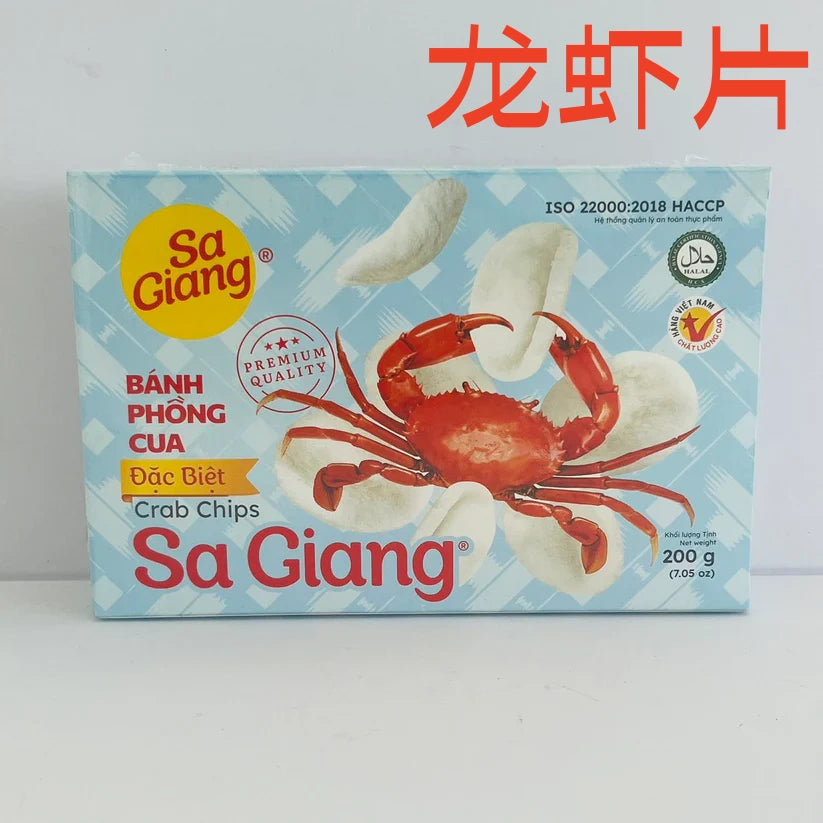 龙虾片
Sa
Giang®
ISO 22000:2018 HACCP
Hệ thống quản lý an toàn thực phẩm
حلال
HALAL
HÀNG VIỆT NAM
CHẤT LƯỢNG CAO
PREMIUM
QUALITY
BÁNH
PHỒNG
CUA
Đặc Biệt
Crab Chips
Sa Giang®
Khối lượng Tịnh
Net weight
200 g
(7.05 oz)